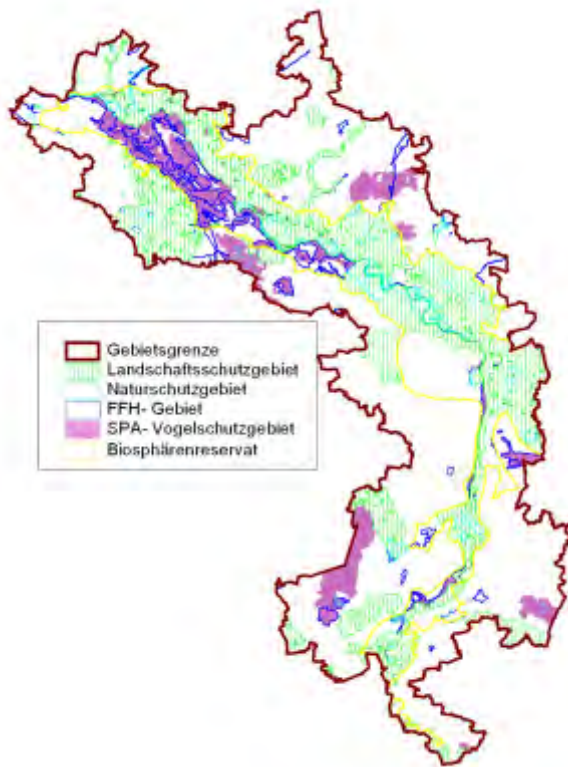 Gebietsgrenze
Landschaftsschutzgebiet
Naturschutzgebiet
FFH- Gebiet
SPA- Vogelschutzgebiet
Biosphärenreservat